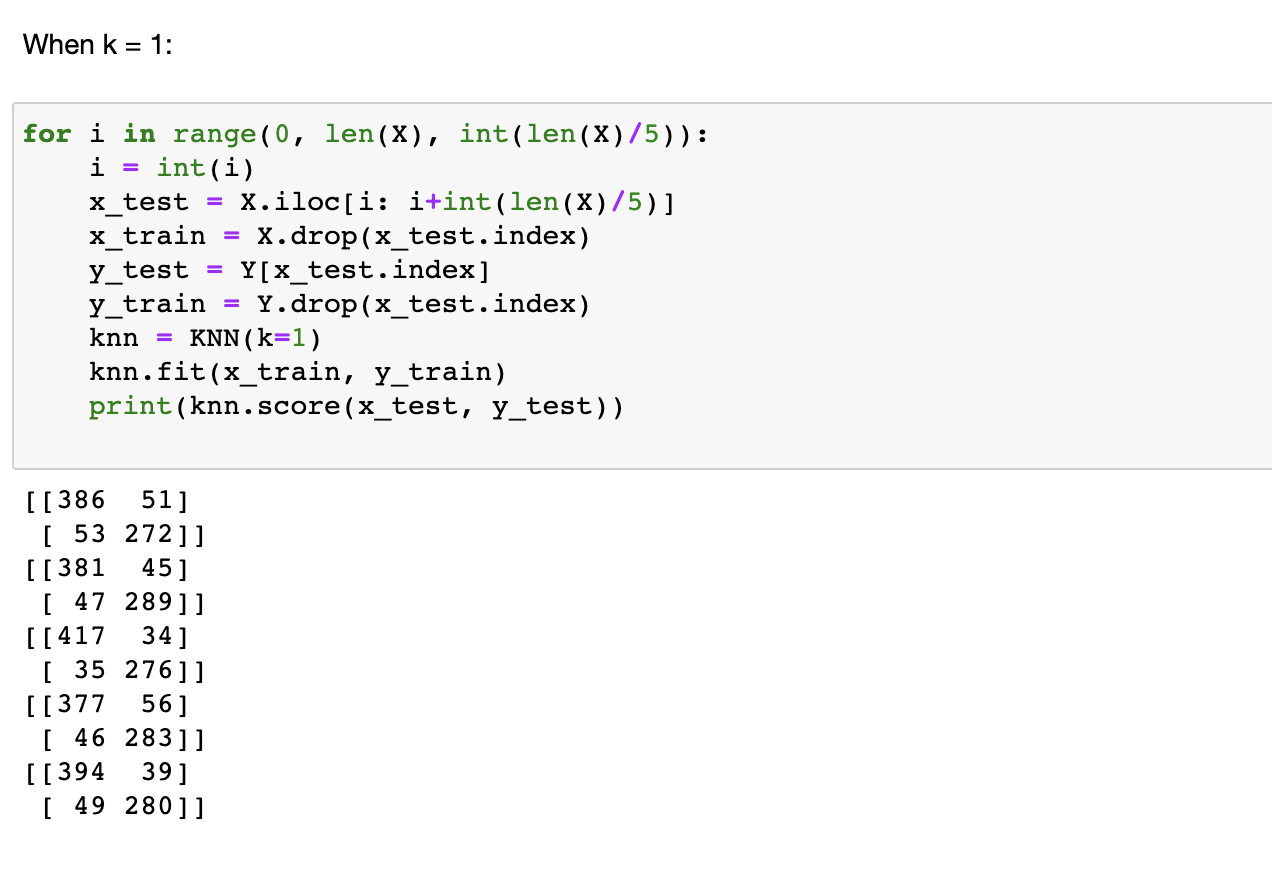 When k = 1:
for i in range(0, len(X), int(len(X)/5)):
    i = int(i)
    x_test = X.iloc[i: i+int(len(X)/5)]
    x_train = X.drop(x_test.index)
    y_test = Y[x_test.index]
    y_train = Y.drop(x_test.index)
    knn = KNN(k=1)
    knn.fit(x_train, y_train)
    print(knn.score(x_test, y_test))
[[386  51]
 [ 53 272]]
[[381  45]
 [ 47 289]]
[[417  34]
 [ 35 276]]
[[377  56]
 [ 46 283]]
[[394  39]
 [ 49 280]]